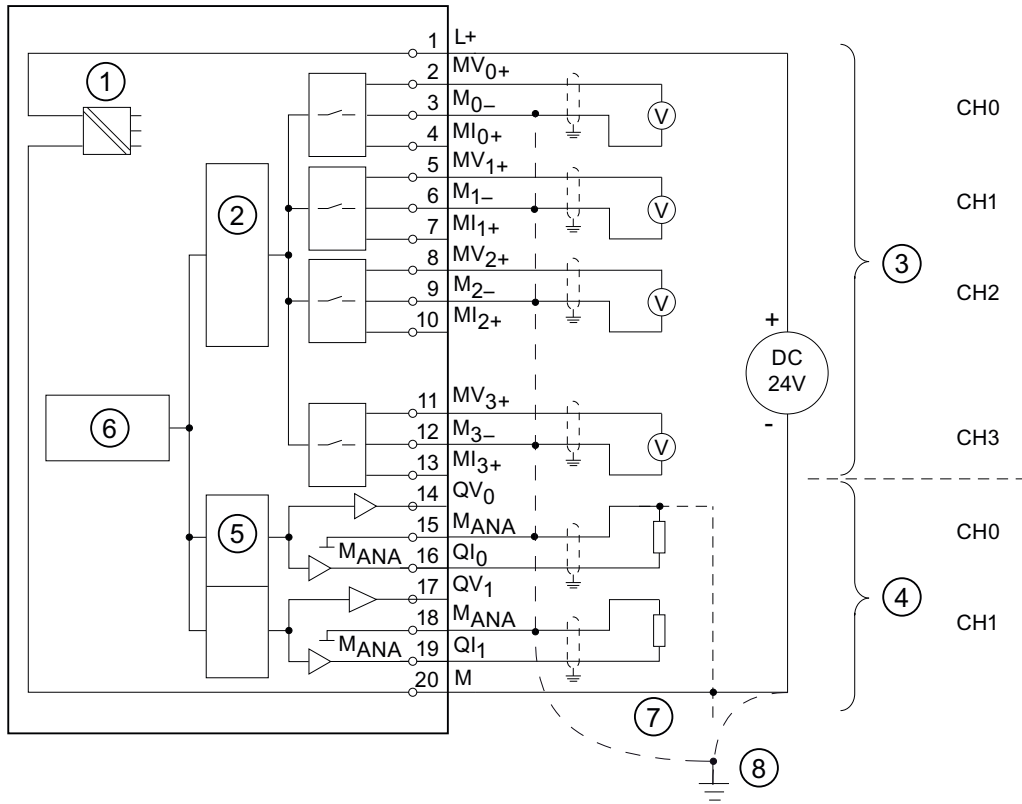 1 L+
①
2 MV0+
3 M0–
4 MI0+
V
CH0
5 MV1+
6 M1–
7 MI1+
V
CH1
②
8 MV2+
9 M2–
10 MI2+
V
③
CH2
+
DC
24V
-
11 MV3+
12 M3–
13 MI3+
V
CH3
⑥
14 QV0
15 MANA
MANA
16 QI0
CH0
⑤
17 QV1
18 MANA
MANA
19 QI1
④
CH1
20 M
⑦
⑧